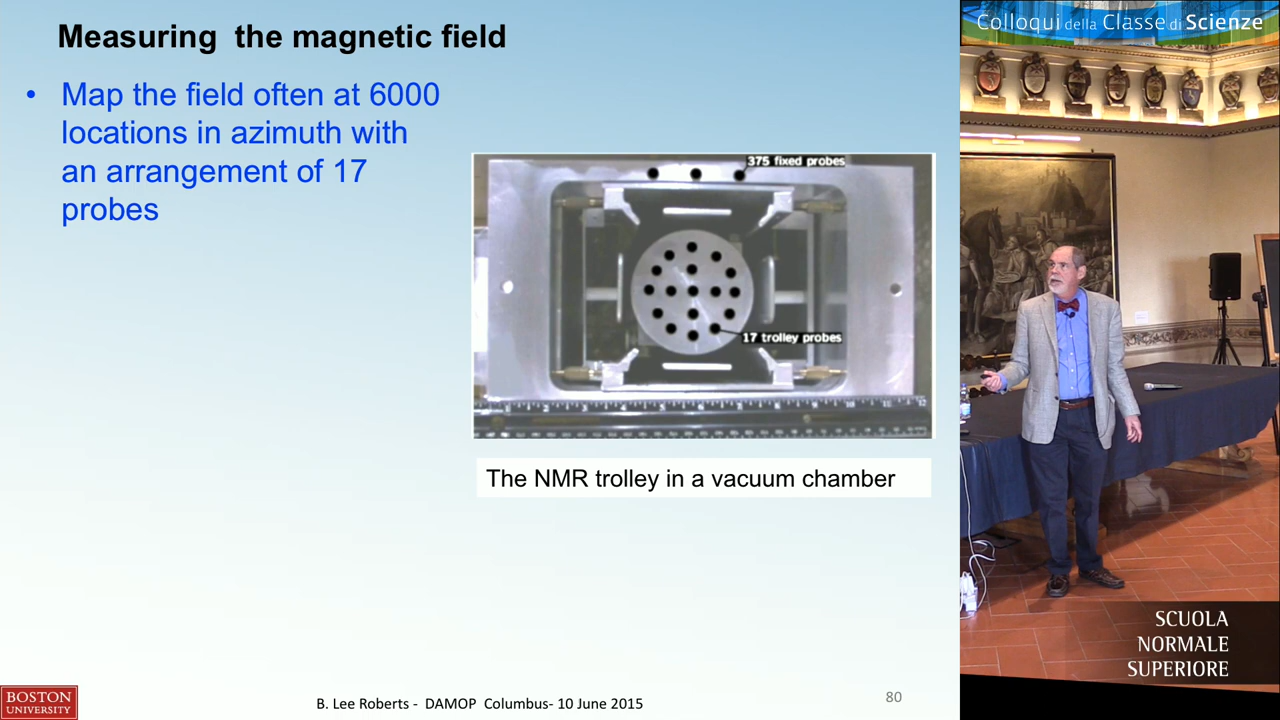 Measuring the magnetic field
• Map the field often at 6000
locations in azimuth with
an arrangement of 17
probes
375 fixed probes
17 trolley probes
The NMR trolley in a vacuum chamber
BOSTON
UNIVERSITY
B. Lee Roberts - DAMOP Columbus- 10 June 2015
80
Colloqui della Classe di Scienze
SCUOLA
NORMALE
SUPERIORE